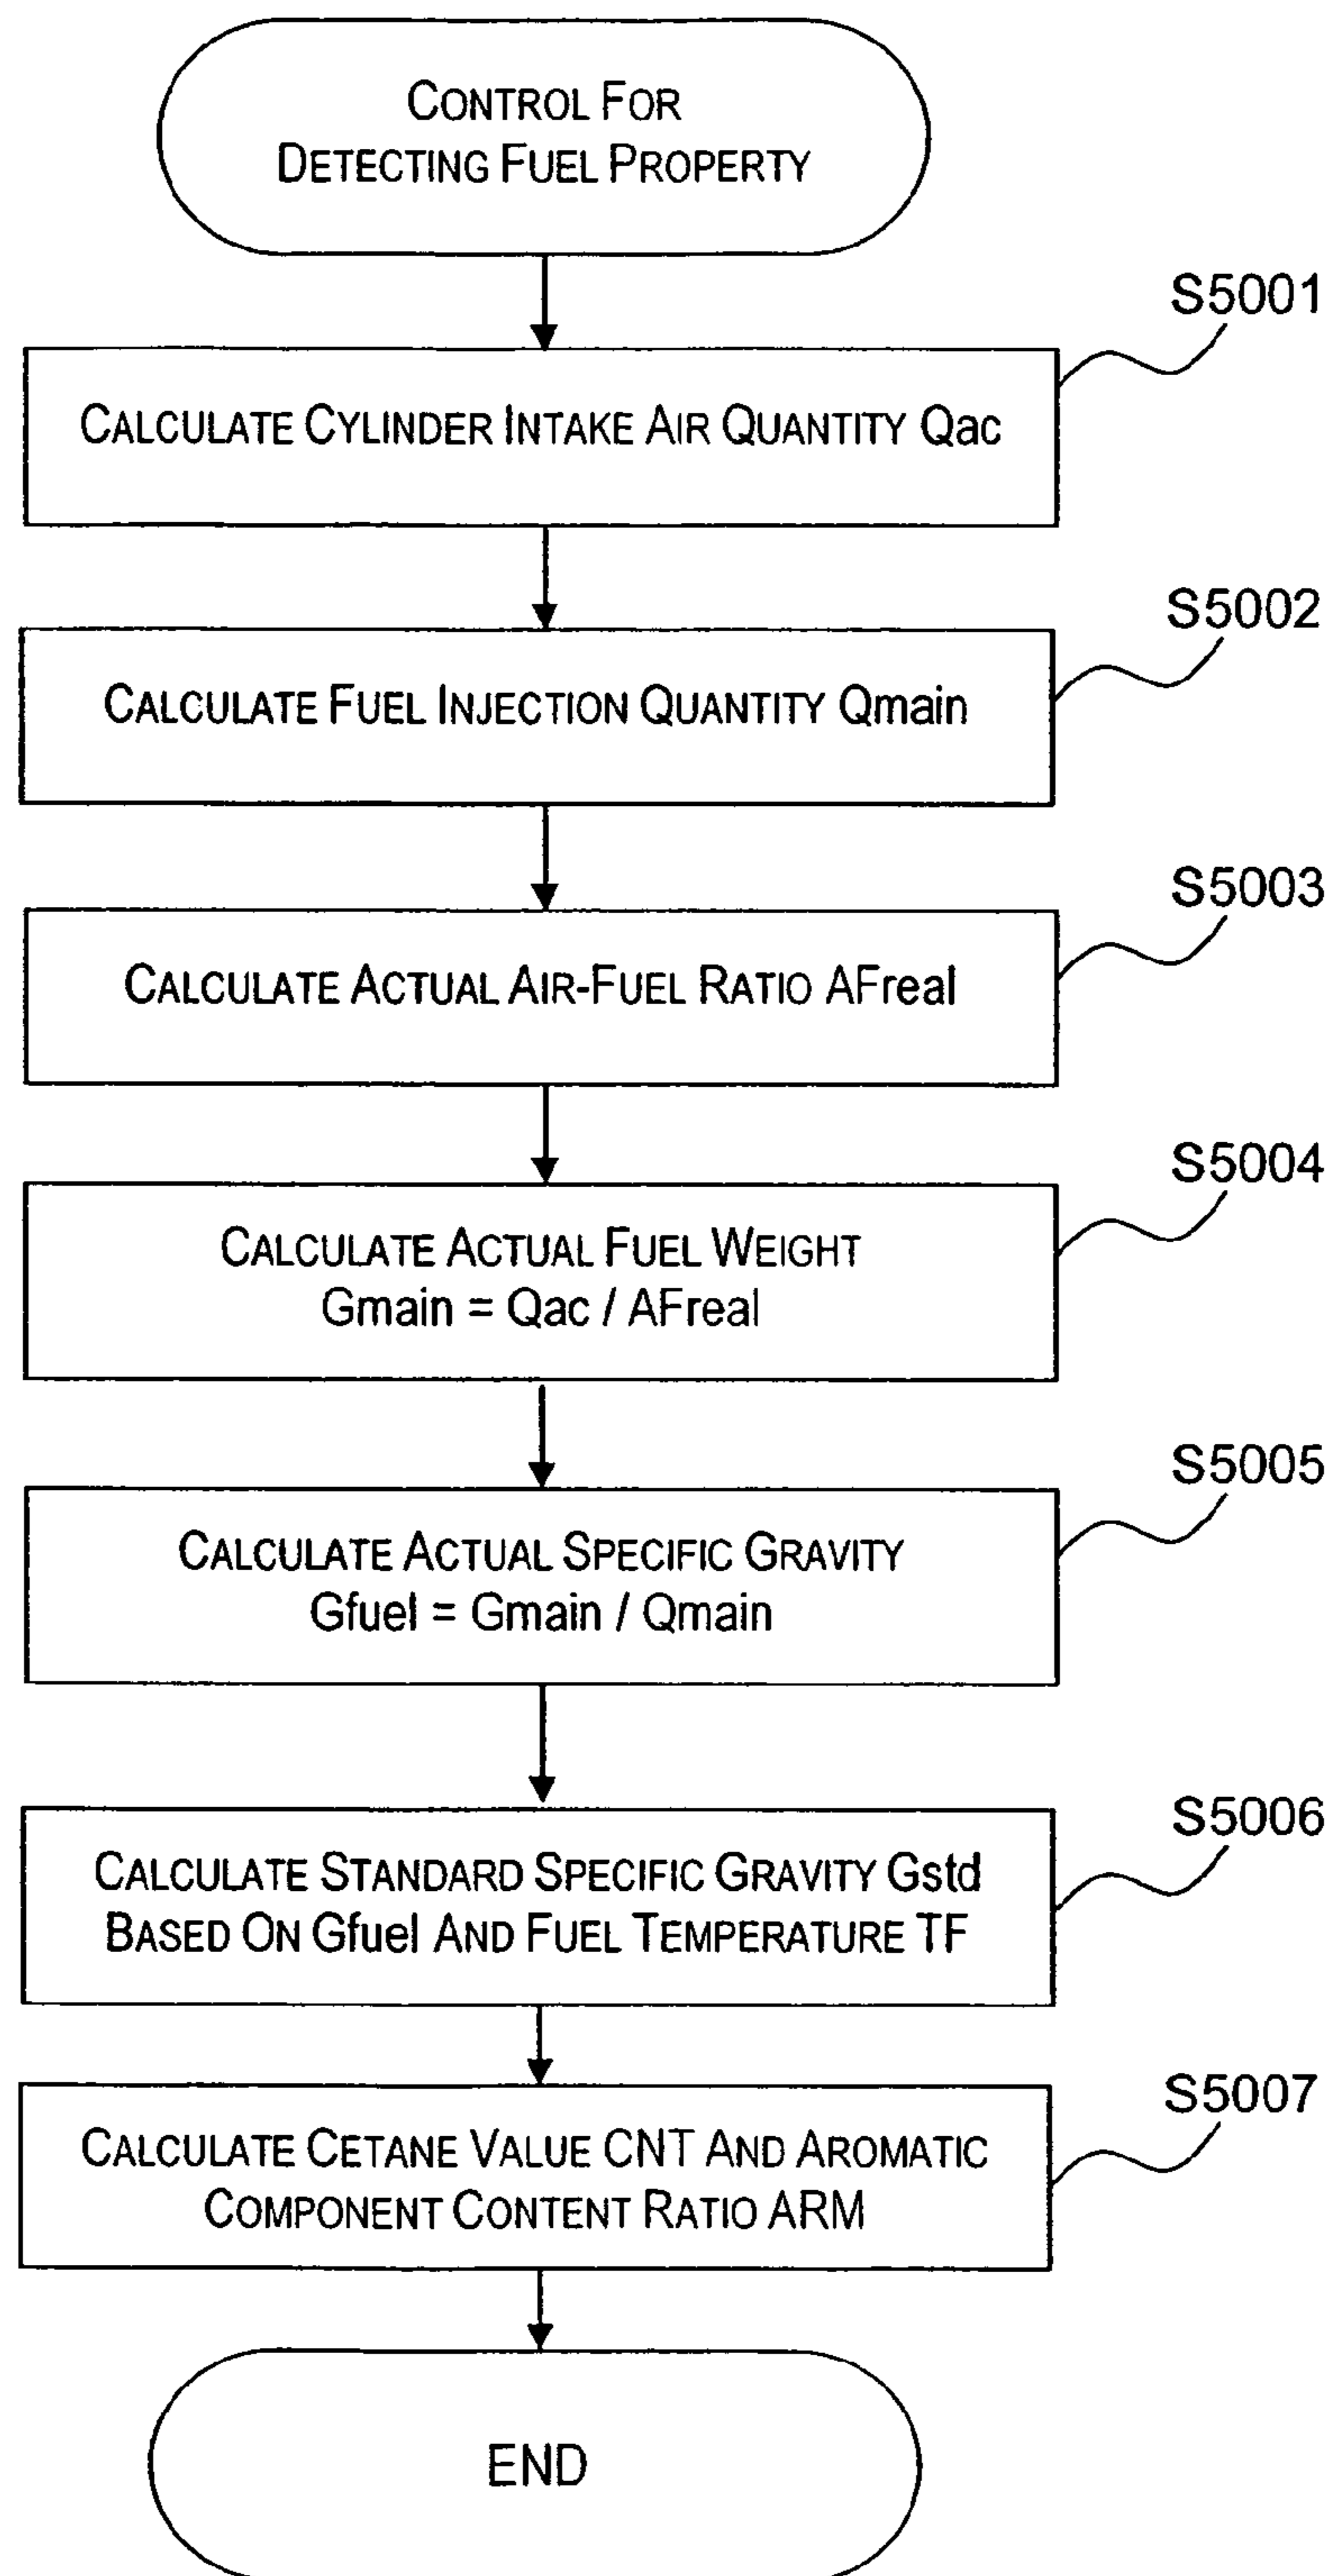 CONTROL FOR
DETECTING FUEL PROPERTY
S5001
CALCULATE CYLINDER INTAKE AIR QUANTITY Qac
S5002
CALCULATE FUEL INJECTION QUANTITY Qmain
S5003
CALCULATE ACTUAL AIR-FUEL RATIO AFreal
S5004
CALCULATE ACTUAL FUEL WEIGHT
Gmain = Qac / AFreal
S5005
CALCULATE ACTUAL SPECIFIC GRAVITY
Gfuel = Gmain / Qmain
S5006
CALCULATE STANDARD SPECIFIC GRAVITY Gstd
BASED ON Gfuel AND FUEL TEMPERATURE TF
S5007
CALCULATE CETANE VALUE CNT AND AROMATIC
COMPONENT CONTENT RATIO ARM
END